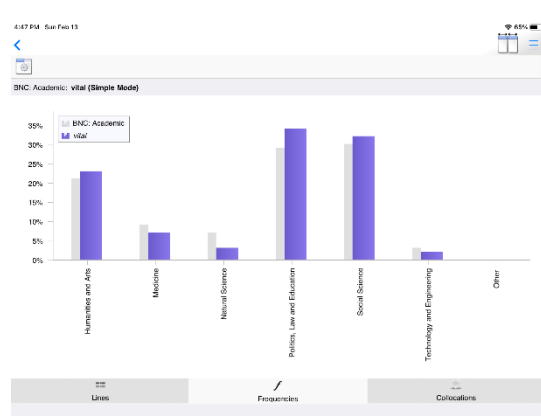 4:47 PM Sun Feb 13
65%
BNC: Academic: vital (Simple Mode)
BNC: Academic
vital
35%
30%
25%
20%
15%
10%
5%
0%
Humanities and Arts
Medicine
Natural Science
Politics, Law and Education
Social Science
Technology and Engineering
Other
Lines
f
Frequencies
Collocations